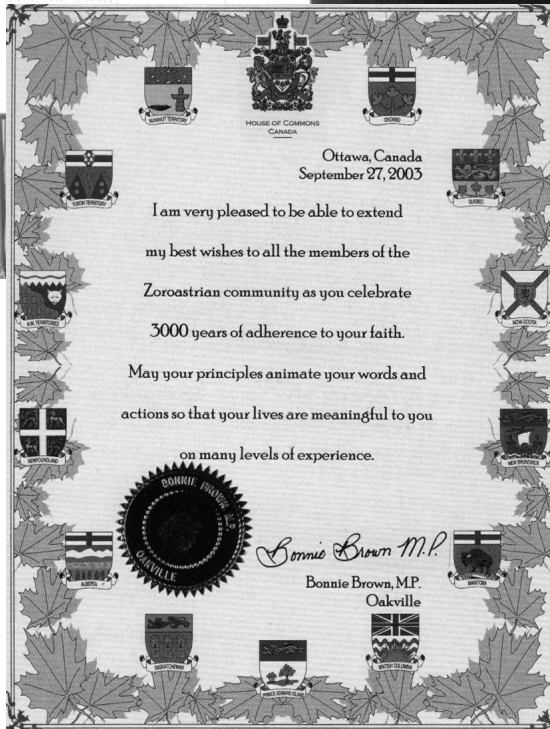 HOUSE OF COMMONS
CANADA
NUNAVUT TERRITORY
ONTARIO
Ottawa, Canada
September 27, 2003
YUKON TERRITORY
QUEBEC
I am very pleased to be able to extend
my best wishes to all the members of the
Zoroastrian community as you celebrate
N.W. TERRITORIES
NOVA SCOTIA
3000 years of adherence to your faith.
May your principles animate your words and
actions so that your lives are meaningful to you
on many levels of experience.
NEWFOUNDLAND
NEW BRUNSWICK
BONNIE BROWN M.P.
OAKVILLE
Bonnie Brown M.P.
Bonnie Brown, M.P.
Oakville
ALBERTA
MANITOBA
SASKATCHEWAN
BRITISH COLUMBIA
PRINCE EDWARD ISLAND